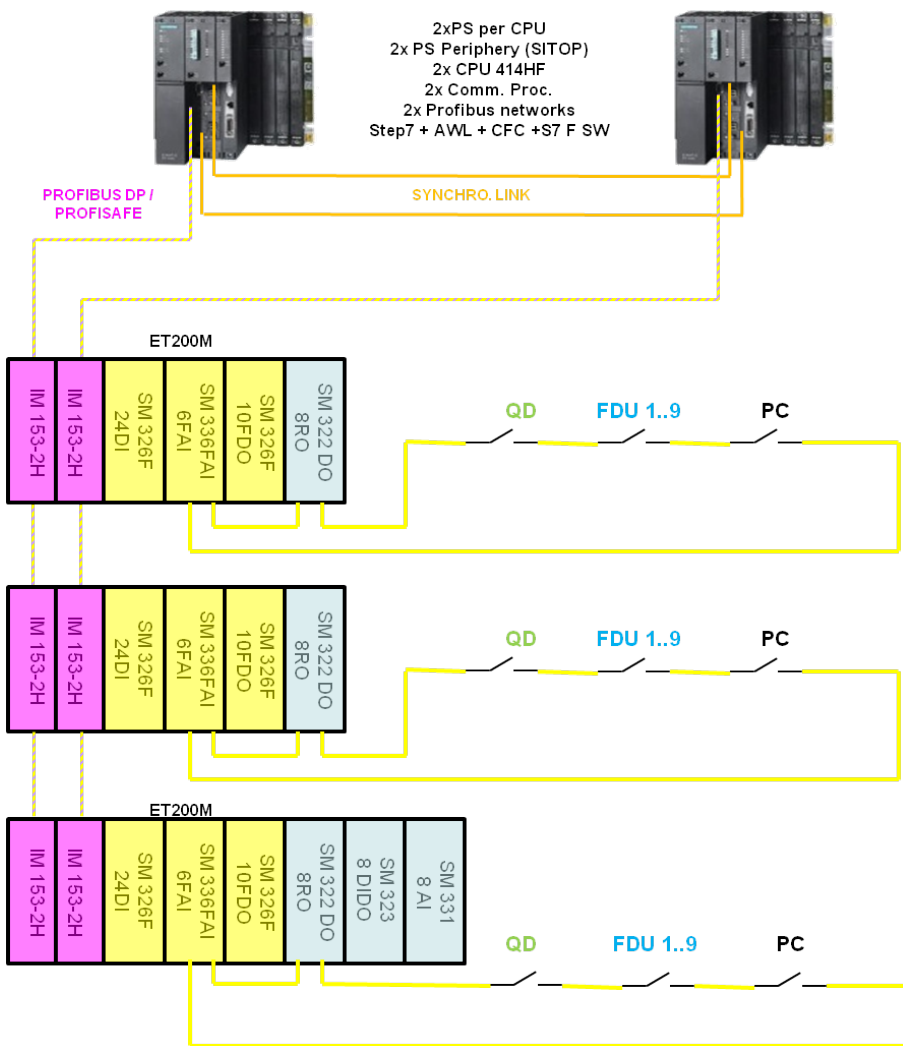 2xPS per CPU
2x PS Periphery (SITOP)
2x CPU 414HF
2x Comm. Proc.
2x Profibus networks
Step7 + AWL + CFC +S7 F SW
PROFIBUS DP /
PROFISAFE
SYNCHRO. LINK
ET200M
IM 153-2H
IM 153-2H
SM 326F
24DI
SM 336FAI
6FAI
SM 326F
10FDO
SM 322 DO
8RO
QD
FDU 1..9
PC
IM 153-2H
IM 153-2H
SM 326F
24DI
SM 336FAI
6FAI
SM 326F
10FDO
SM 322 DO
8RO
QD
FDU 1..9
PC
ET200M
IM 153-2H
IM 153-2H
SM 326F
24DI
SM 336FAI
6FAI
SM 326F
10FDO
SM 322 DO
8RO
SM 323
8 DIDO
SM 331
8 AI
QD
FDU 1..9
PC